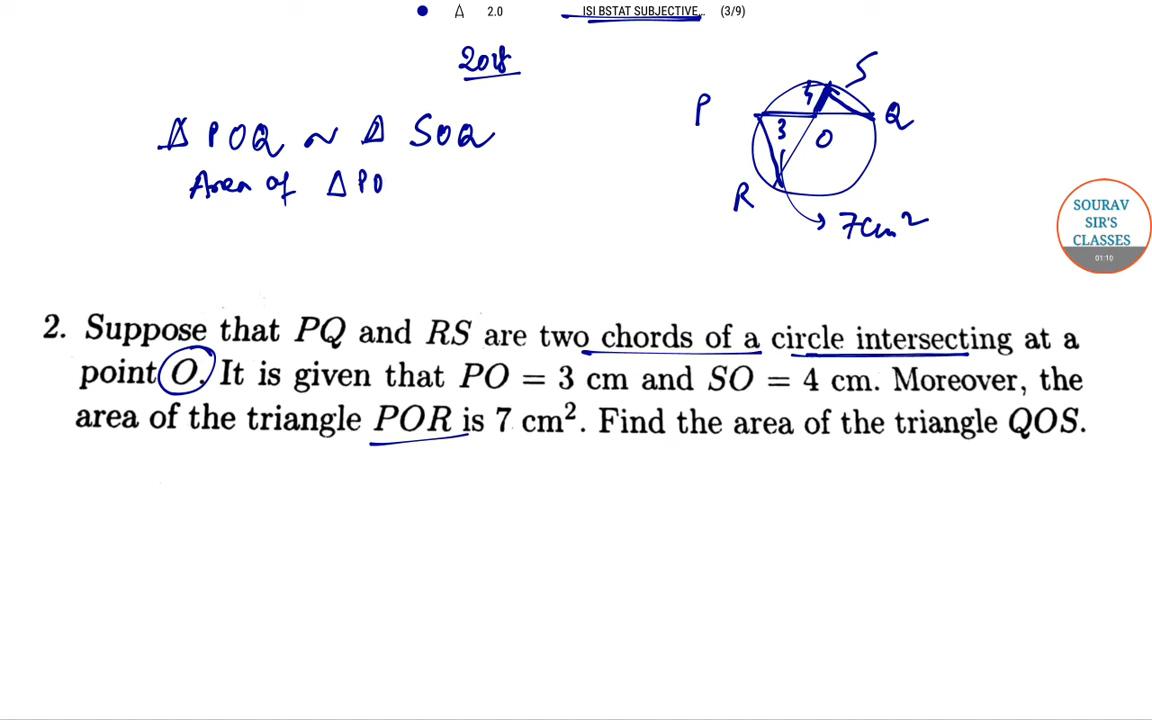 A 2.0 ISI BSTAT SUBJECTIVE... (3/9)
2018
Δ POQ ~ Δ SOQ
Area of Δ PO
P
S
Q
3
O
R
7cm²
SOURAV
SIR'S
CLASSES
01:10
2. Suppose that PQ and RS are two chords of a circle intersecting at a
point O. It is given that PO = 3 cm and SO = 4 cm. Moreover, the
area of the triangle POR is 7 cm². Find the area of the triangle QOS.